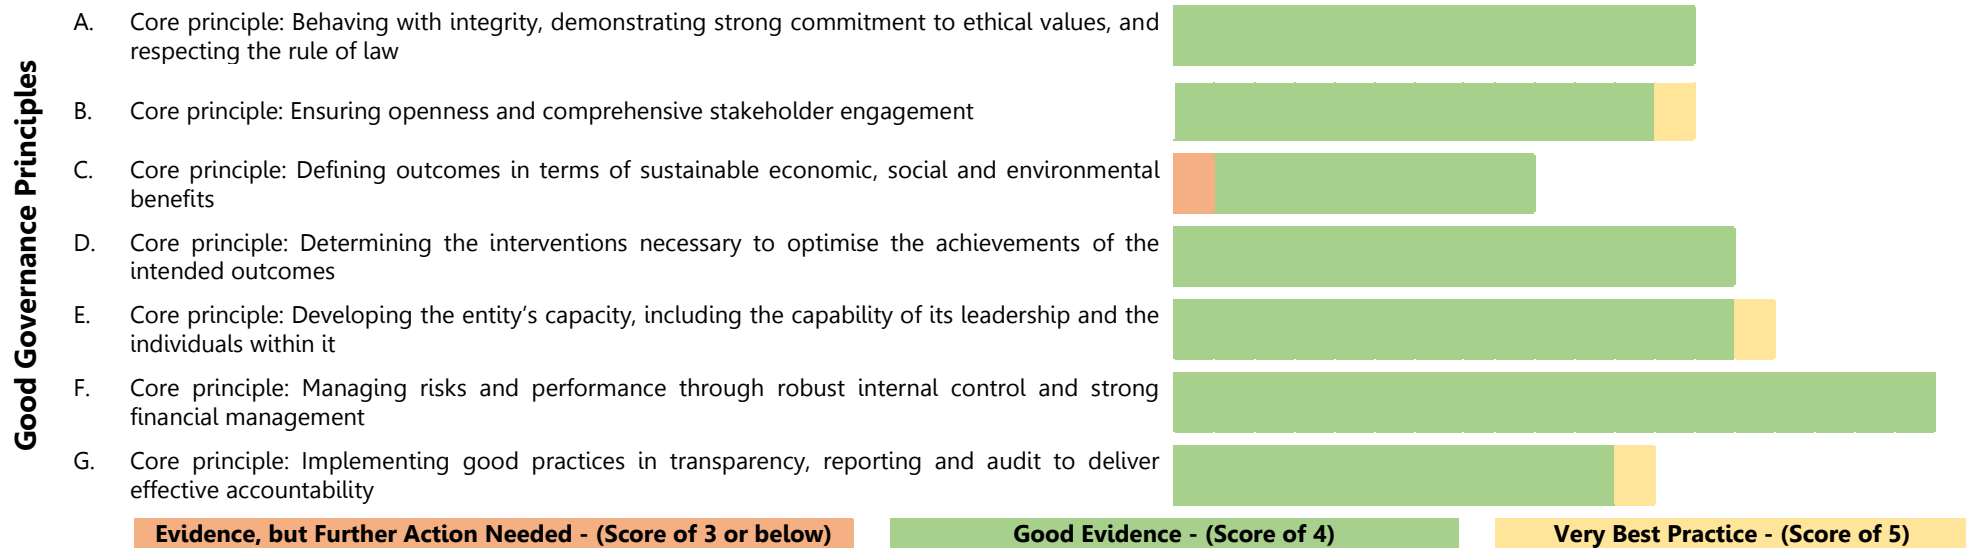 Good Governance Principles
A. Core principle: Behaving with integrity, demonstrating strong commitment to ethical values, and
respecting the rule of law
B. Core principle: Ensuring openness and comprehensive stakeholder engagement
C. Core principle: Defining outcomes in terms of sustainable economic, social and environmental
benefits
D. Core principle: Determining the interventions necessary to optimise the achievements of the
intended outcomes
E. Core principle: Developing the entity’s capacity, including the capability of its leadership and the
individuals within it
F. Core principle: Managing risks and performance through robust internal control and strong
financial management
G. Core principle: Implementing good practices in transparency, reporting and audit to deliver
effective accountability
Evidence, but Further Action Needed - (Score of 3 or below)
Good Evidence - (Score of 4)
Very Best Practice - (Score of 5)